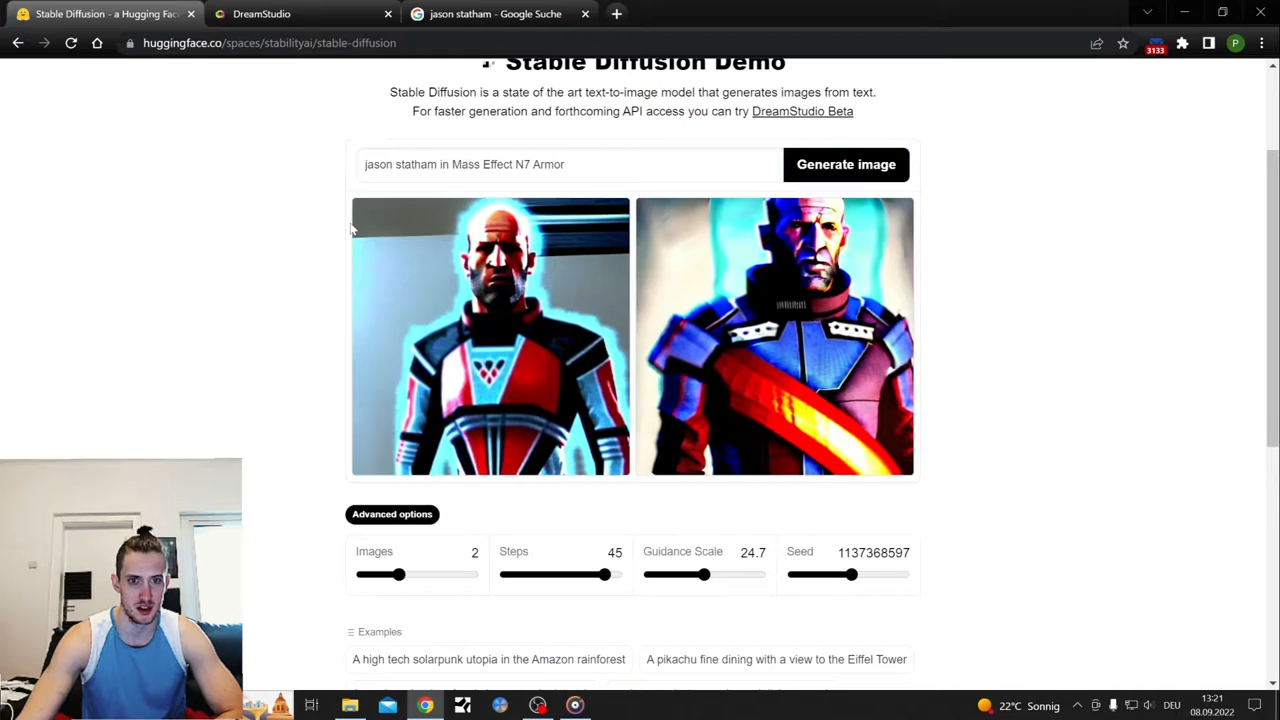 Stable Diffusion - a Hugging Fac
DreamStudio
jason statham - Google Suche
huggingface.co/spaces/stabilityai/stable-diffusion
3133
P
Stable Diffusion Demo
Stable Diffusion is a state of the art text-to-image model that generates images from text.
For faster generation and forthcoming API access you can try DreamStudio Beta
jason statham in Mass Effect N7 Armor
Generate image
Advanced options
Images 2
Steps 45
Guidance Scale 24.7
Seed 1137368597
Examples
A high tech solarpunk utopia in the Amazon rainforest
A pikachu fine dining with a view to the Eiffel Tower
22°C Sonnig
DEU
13:21
08.09.2022